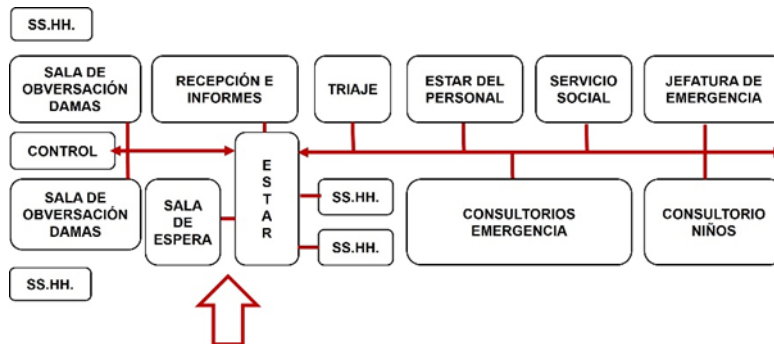 SS.HH.
SALA DE
OBVERSACIÓN
DAMAS
RECEPCIÓN E
INFORMES
TRIAJE
ESTAR DEL
PERSONAL
SERVICIO
SOCIAL
JEFATURA DE
EMERGENCIA
CONTROL
E
S
T
A
R
SALA DE
OBVERSACIÓN
DAMAS
SALA
DE
ESPERA
SS.HH.
SS.HH.
CONSULTORIOS
EMERGENCIA
CONSULTORIO
NIÑOS
SS.HH.